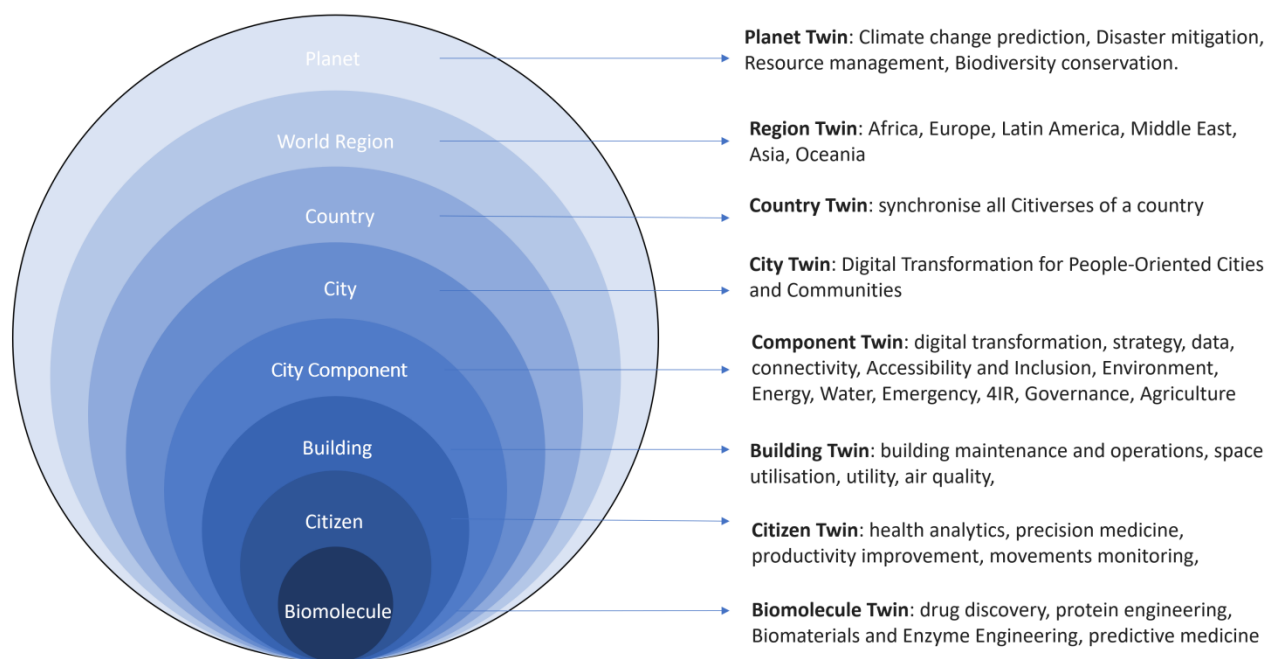 Planet
World Region
Country
City
City Component
Building
Citizen
Biomolecule
Planet Twin: Climate change prediction, Disaster mitigation,
Resource management, Biodiversity conservation.
Region Twin: Africa, Europe, Latin America, Middle East,
Asia, Oceania
Country Twin: synchronise all Citiverses of a country
City Twin: Digital Transformation for People-Oriented Cities
and Communities
Component Twin: digital transformation, strategy, data,
connectivity, Accessibility and Inclusion, Environment,
Energy, Water, Emergency, 4IR, Governance, Agriculture
Building Twin: building maintenance and operations, space
utilisation, utility, air quality,
Citizen Twin: health analytics, precision medicine,
productivity improvement, movements monitoring,
Biomolecule Twin: drug discovery, protein engineering,
Biomaterials and Enzyme Engineering, predictive medicine